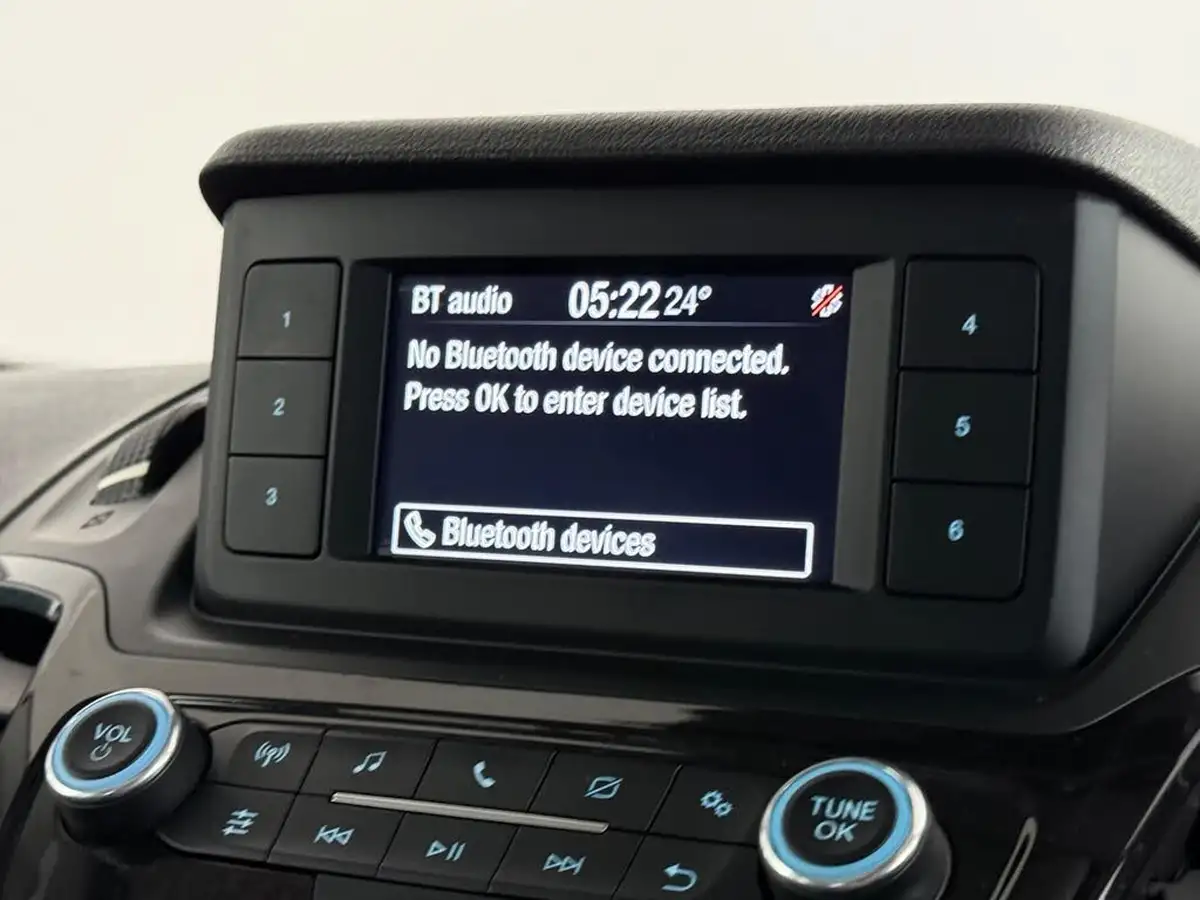 BT audio 05:22 24°
No Bluetooth device connected.
Press OK to enter device list.
Bluetooth devices
1
2
3
4
5
6
VOL
TUNE
OK